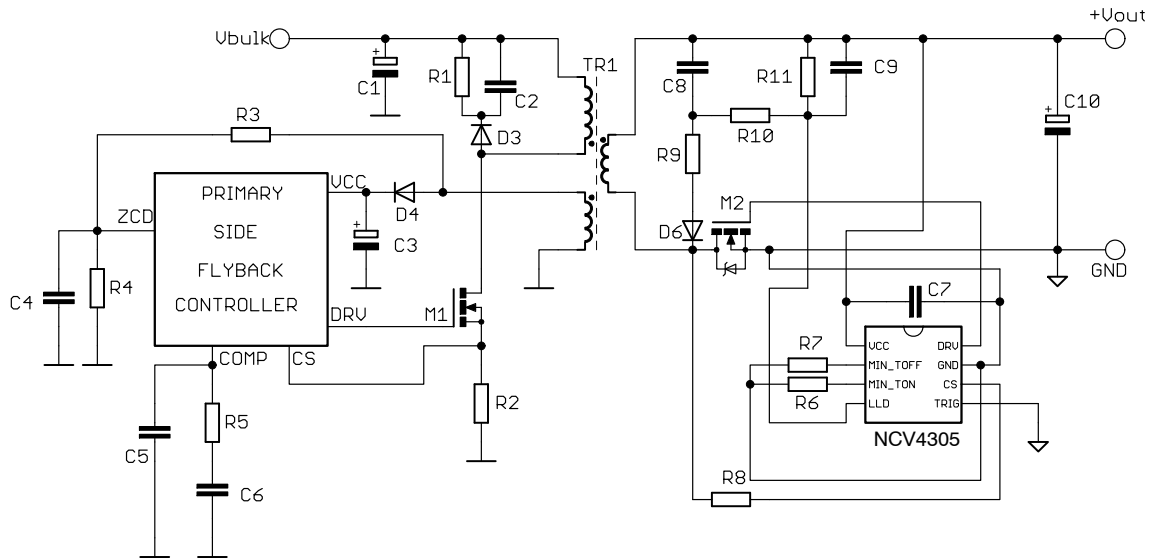 +Vout
Vbulk
TR1
C1
R1
C2
C8
R11
C9
C10
D3
R3
R10
R9
PRIMARY
SIDE
FLYBACK
CONTROLLER
VCC
ZCD
D4
C3
M2
D6
GND
C4
R4
DRV
M1
C7
COMP
CS
R2
R7
R6
VCC
MIN_TOFF
MIN_TON
LLD
DRV
GND
CS
TRIG
NCV4305
R5
C5
C6
R8